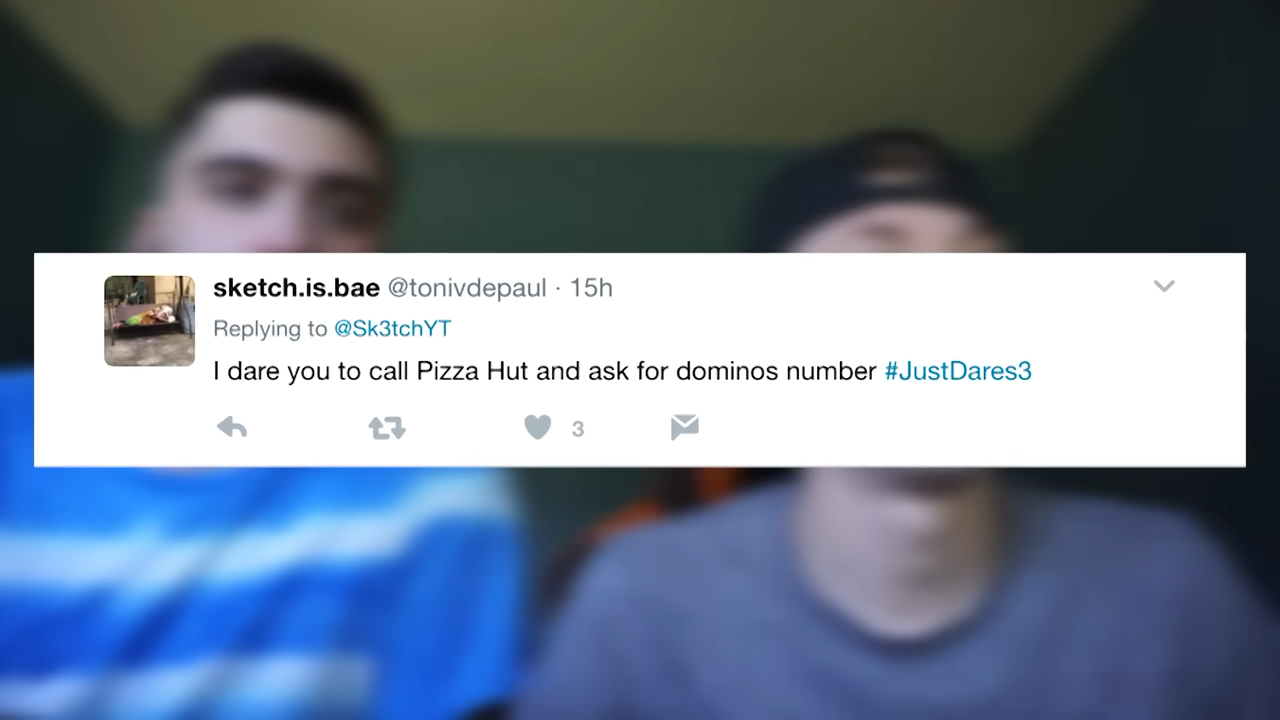 sketch.is.bae @tonivdepaul · 15h
Replying to @Sk3tchYT
I dare you to call Pizza Hut and ask for dominos number #JustDares3
3